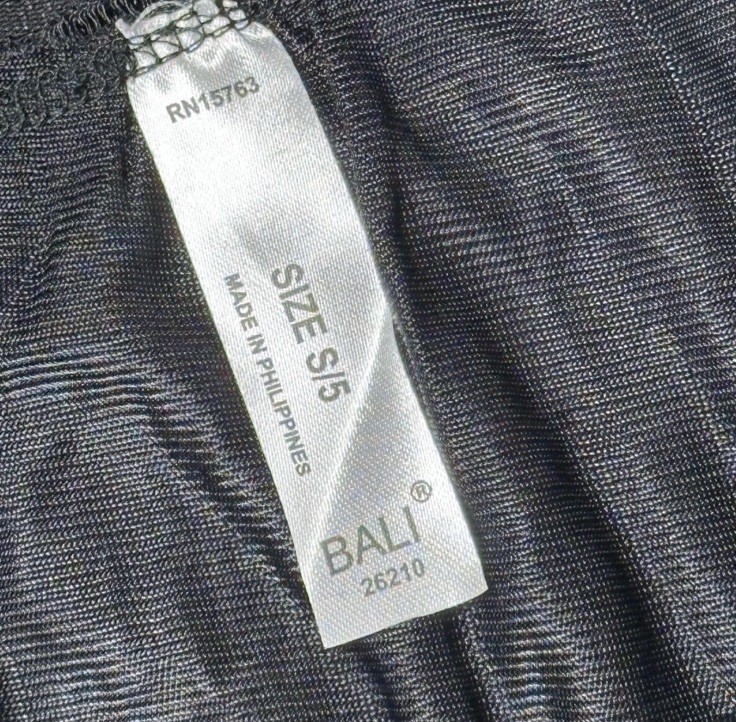 RN15763
SIZE S/5
MADE IN PHILIPPINES
BALI®
26210